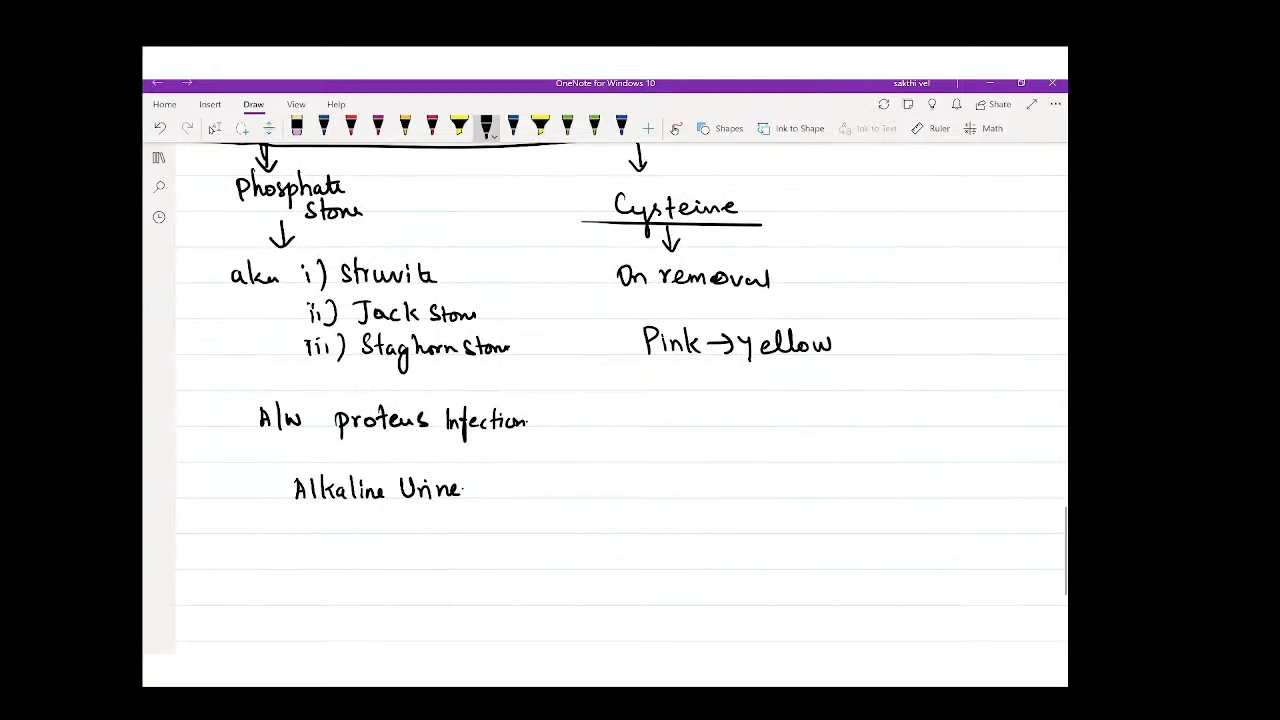 OneNote for Windows 10
sakthi vel
Home Insert Draw View Help
Share
Shapes Ink to Shape Ink to Text Ruler Math
Phosphate
Stone
Cysteine
aka i) Struvite
ii) Jack Stone
iii) Staghorn Stone
On removal
Pink → yellow
A/w proteus Infection
Alkaline Urine